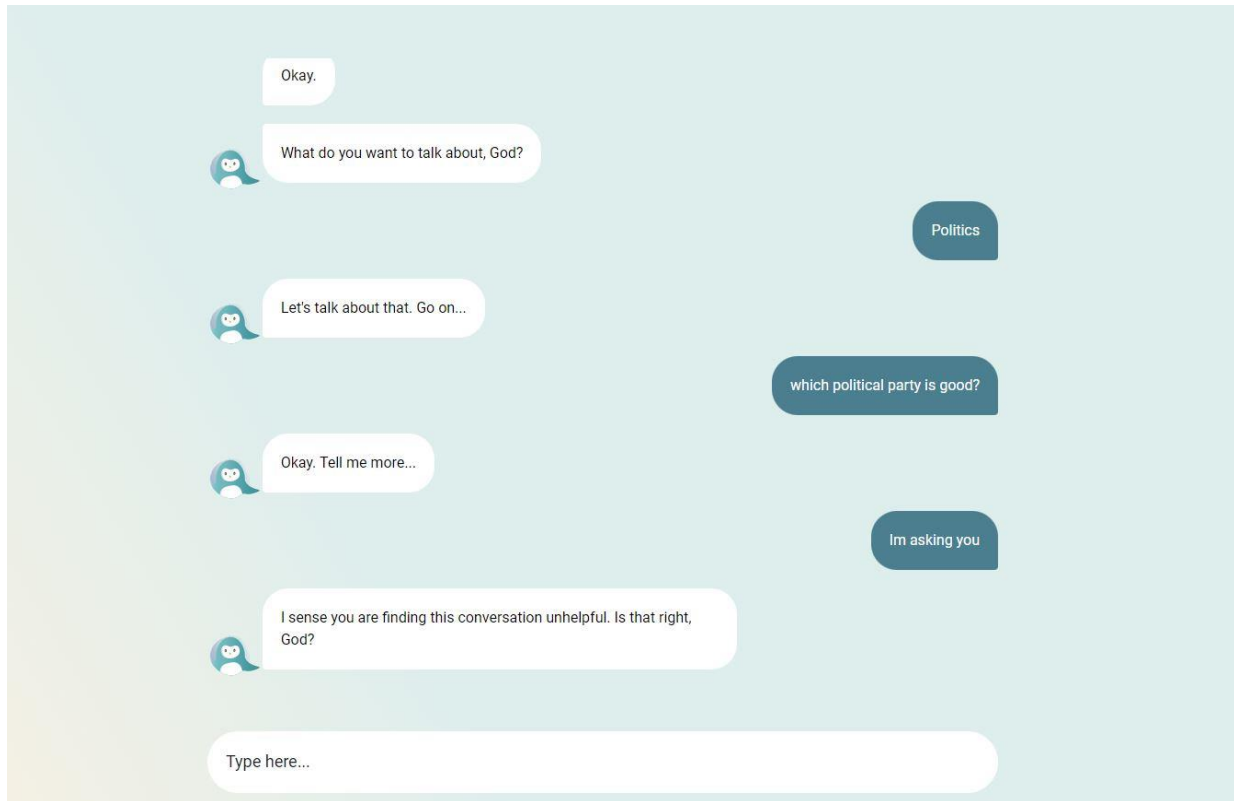 Okay.
What do you want to talk about, God?
Politics
Let's talk about that. Go on...
which political party is good?
Okay. Tell me more...
Im asking you
I sense you are finding this conversation unhelpful. Is that right,
God?
Type here...